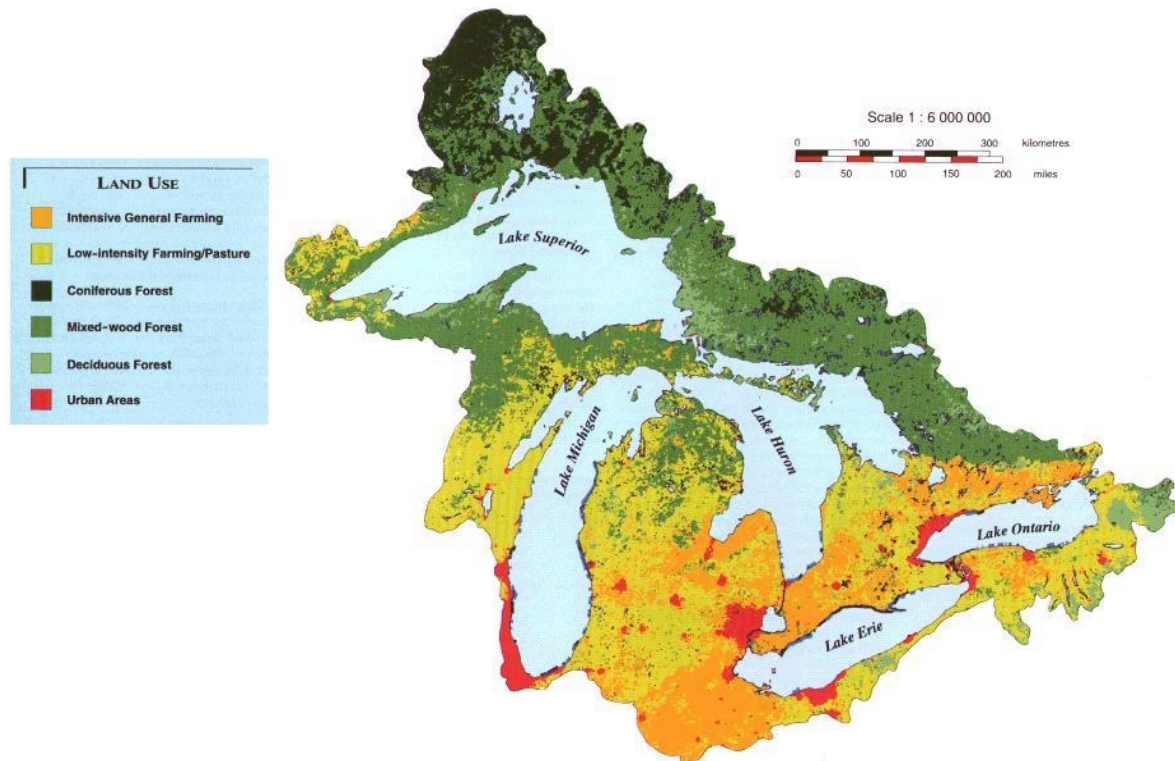 LAND USE
Intensive General Farming
Low-intensity Farming/Pasture
Coniferous Forest
Mixed-wood Forest
Deciduous Forest
Urban Areas
Scale 1 : 6 000 000
0 100 200 300 kilometres
0 50 100 150 200 miles
Lake Superior
Lake Michigan
Lake Huron
Lake Ontario
Lake Erie